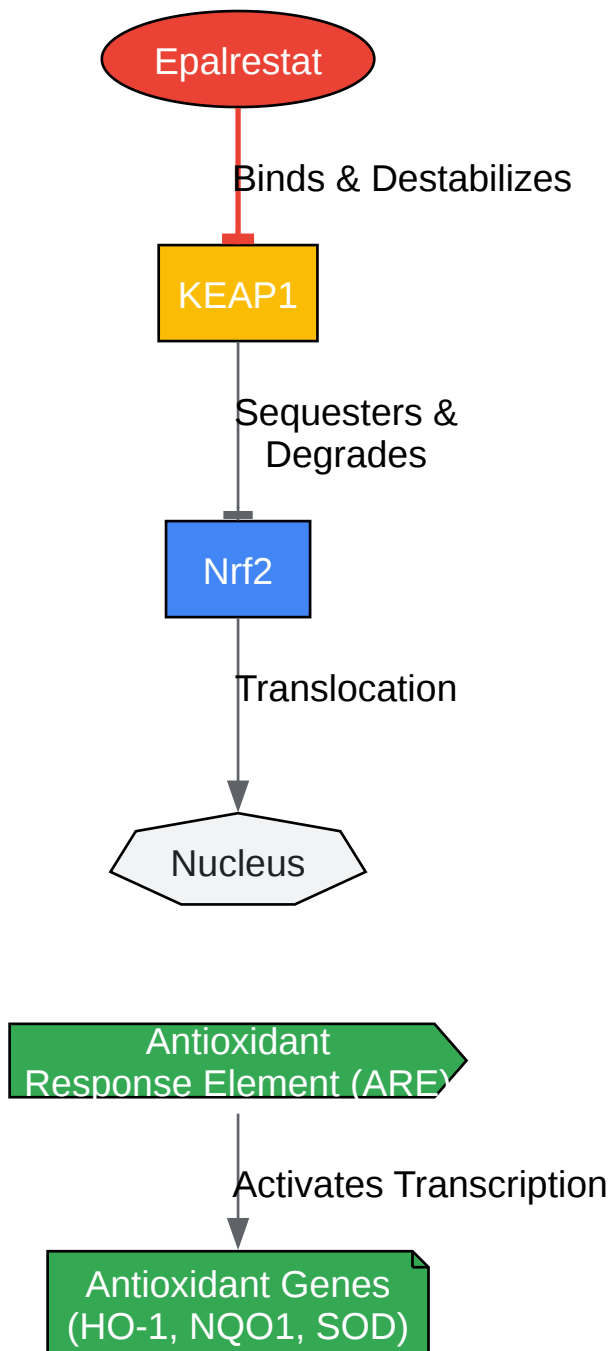 Epalrestat
Binds & Destabilizes
KEAP1
Sequesters &
Degrades
Nrf2
Translocation
Nucleus
Antioxidant
Response Element (ARE)
Activates Transcription
Antioxidant Genes
(HO-1, NQO1, SOD)